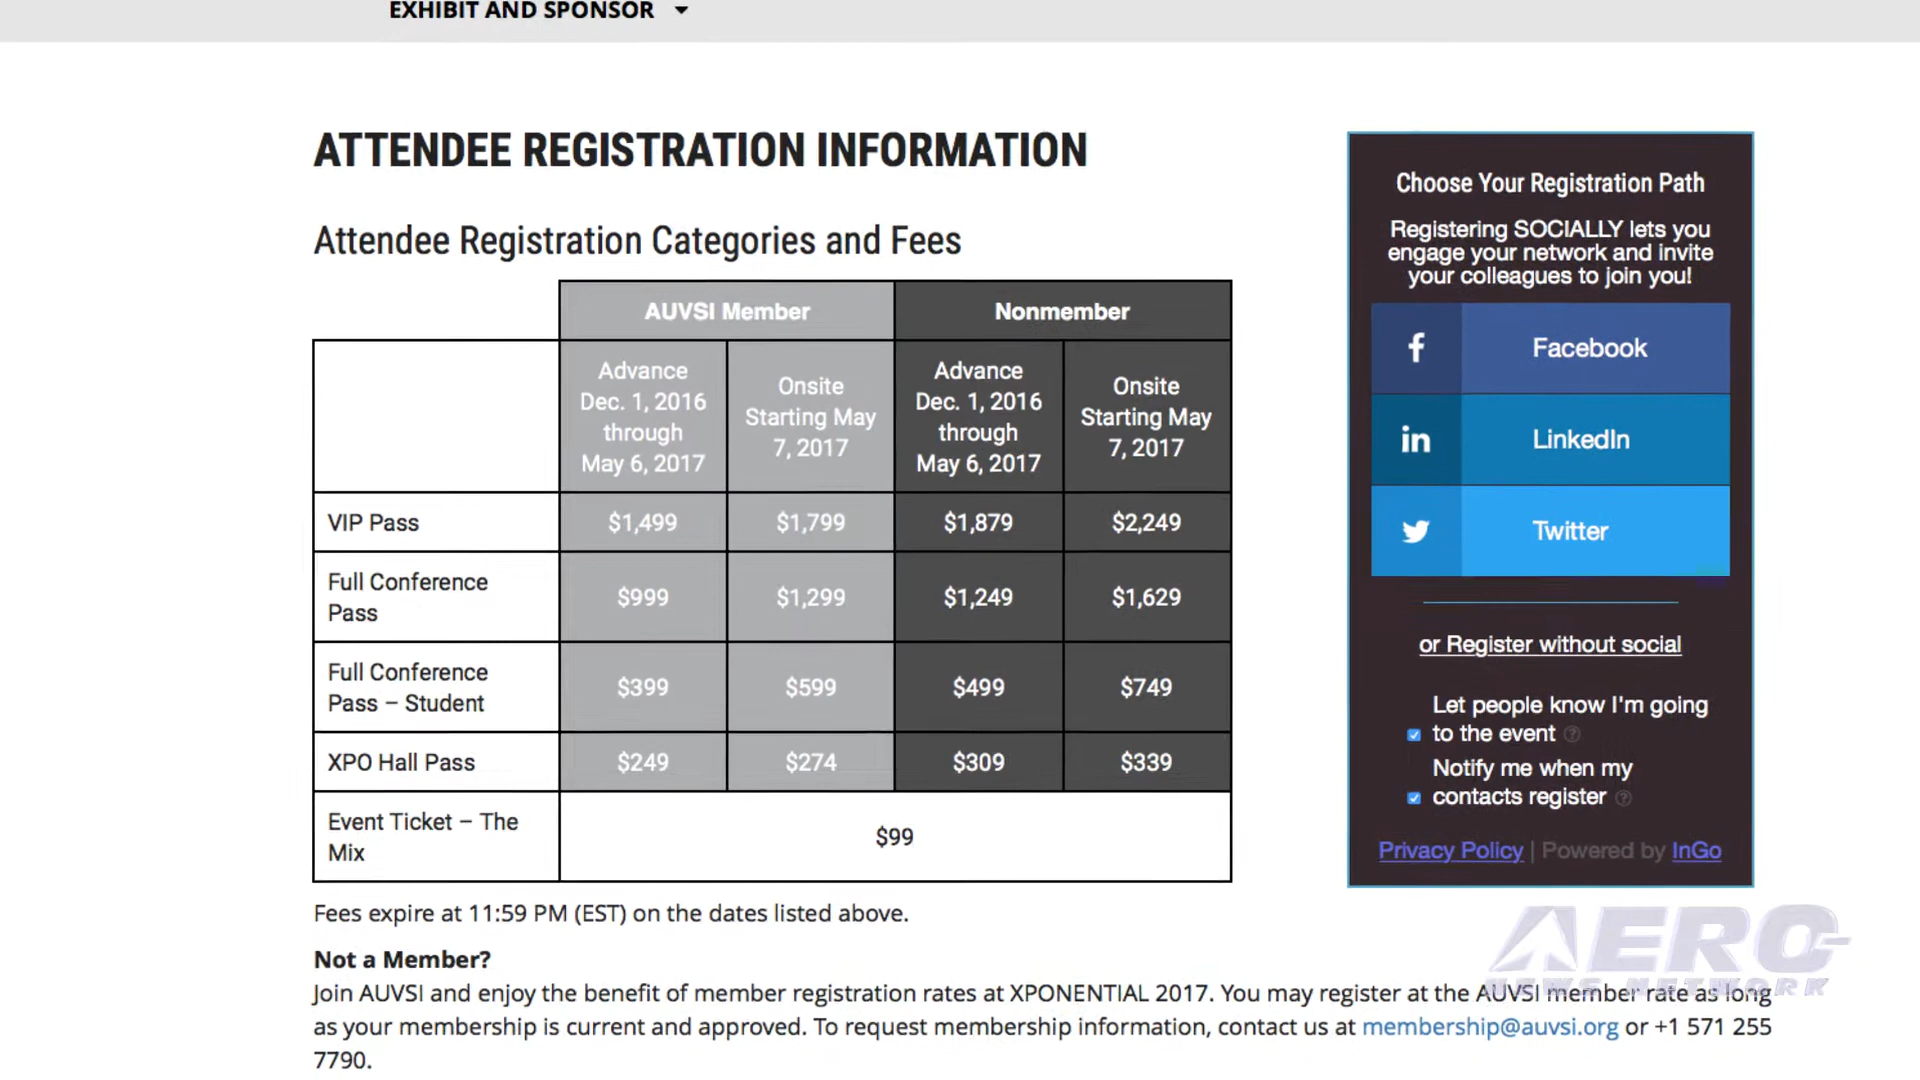 EXHIBIT AND SPONSOR
ATTENDEE REGISTRATION INFORMATION
Attendee Registration Categories and Fees
AUVSI Member Nonmember
Advance Dec. 1, 2016 through May 6, 2017
Onsite Starting May 7, 2017
Advance Dec. 1, 2016 through May 6, 2017
Onsite Starting May 7, 2017
VIP Pass $1,499 $1,799 $1,879 $2,249
Full Conference Pass $999 $1,299 $1,249 $1,629
Full Conference Pass – Student $399 $599 $499 $749
XPO Hall Pass $249 $274 $309 $339
Event Ticket – The Mix $99
Fees expire at 11:59 PM (EST) on the dates listed above.
Not a Member?
Join AUVSI and enjoy the benefit of member registration rates at XPONENTIAL 2017. You may register at the AUVSI member rate as long
as your membership is current and approved. To request membership information, contact us at membership@auvsi.org or +1 571 255
7790.
Choose Your Registration Path
Registering SOCIALLY lets you
engage your network and invite
your colleagues to join you!
Facebook
LinkedIn
Twitter
or Register without social
Let people know I'm going
to the event ?
Notify me when my
contacts register ?
Privacy Policy | Powered by InGo
AERO-
NEWS NETWORK